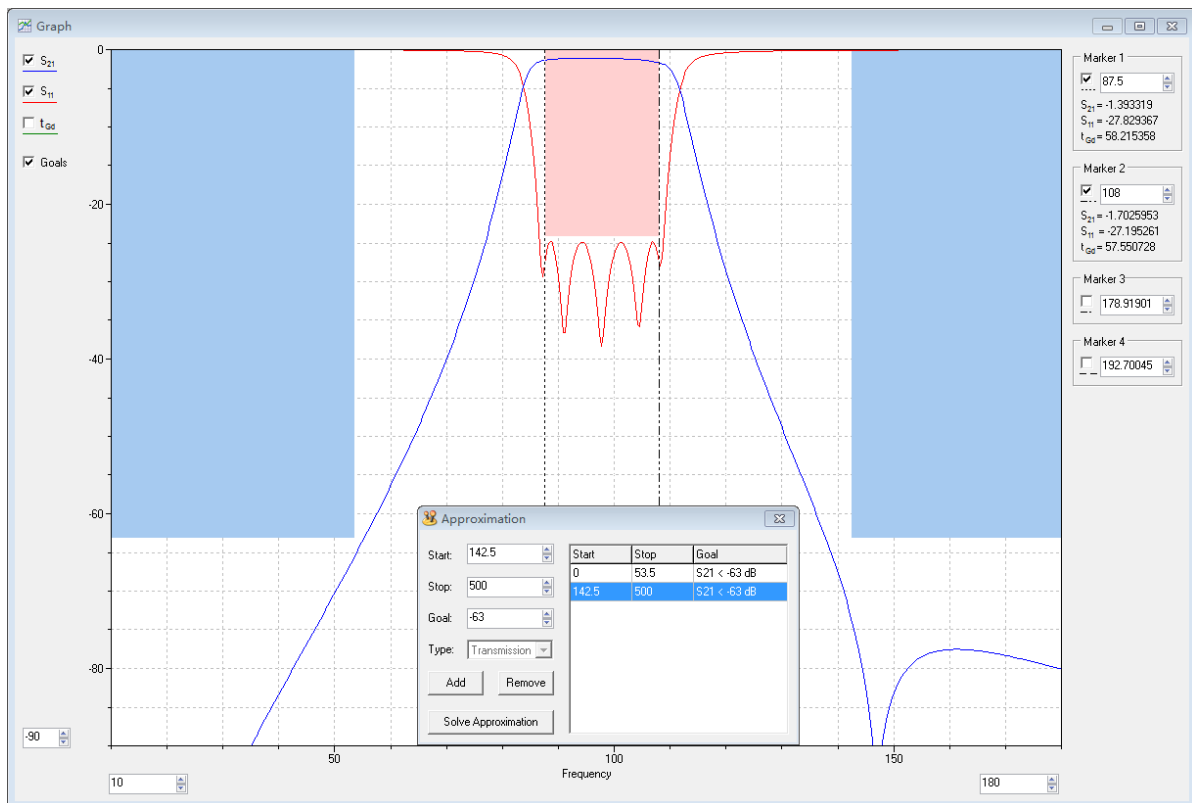 Graph
S21
S11
tGd
Goals
0
-20
-40
-60
-80
-90
50
100
150
Frequency
10
180
Marker 1
87.5
S21 = -1.393319
S11 = -27.829367
tGd = 58.215358
Marker 2
108
S21 = -1.7025953
S11 = -27.195261
tGd = 57.550728
Marker 3
178.91901
Marker 4
192.70045
Approximation
Start: 142.5
Stop: 500
Goal: -63
Type: Transmission
Add
Remove
Solve Approximation
Start Stop Goal
0 53.5 S21 < -63 dB
142.5 500 S21 < -63 dB